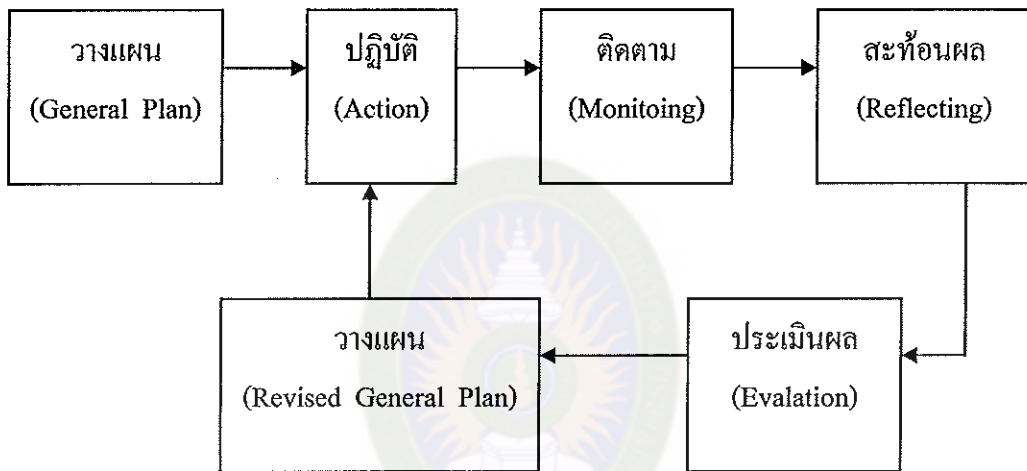 วางแผน
(General Plan)
ปฏิบัติ
(Action)
ติดตาม
(Monitoing)
สะท้อนผล
(Reflecting)
วางแผน
(Revised General Plan)
ประเมินผล
(Evalation)